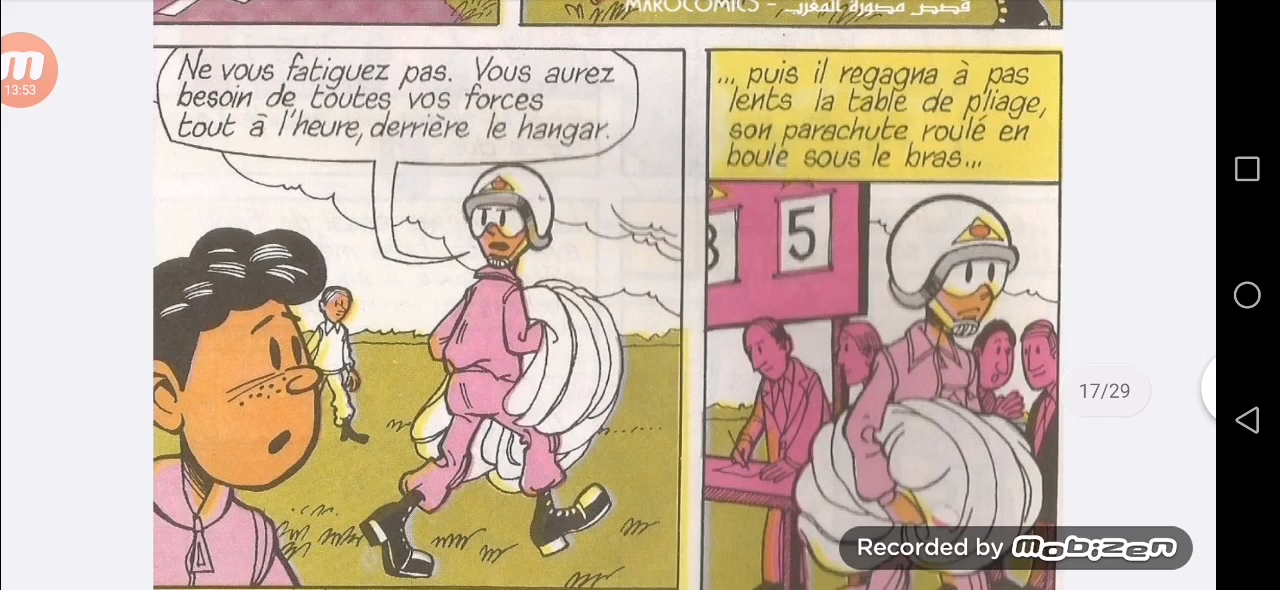 MAROCOMICS - قصص مصورة المغرب
13:53
Ne vous fatiguez pas. Vous aurez
besoin de toutes vos forces
tout à l'heure, derrière le hangar.
... puis il regagna à pas
lents la table de pliage,
son parachute roulé en
boule sous le bras...
3
5
17/29
Recorded by mobizen